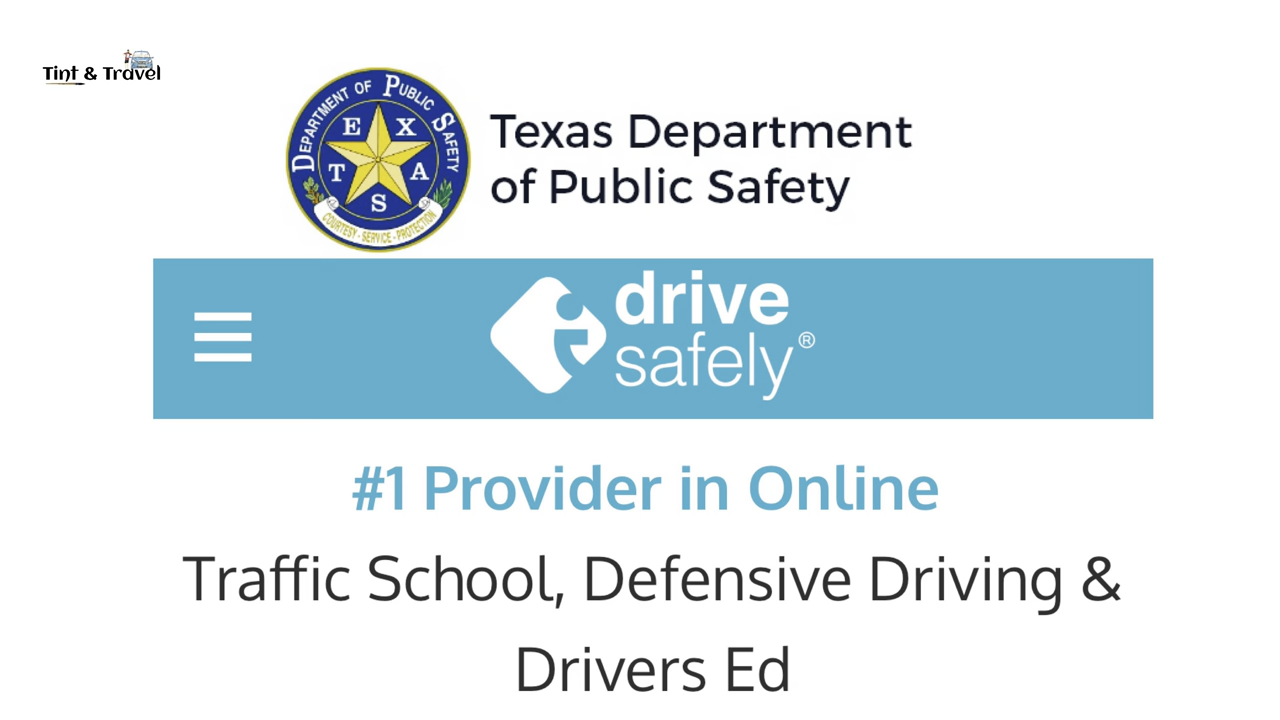 Tint & Travel
DEPARTMENT OF PUBLIC SAFETY
TEXAS
COURTESY - SERVICE - PROTECTION
Texas Department
of Public Safety
drive
safely®
#1 Provider in Online
Traffic School, Defensive Driving &
Drivers Ed